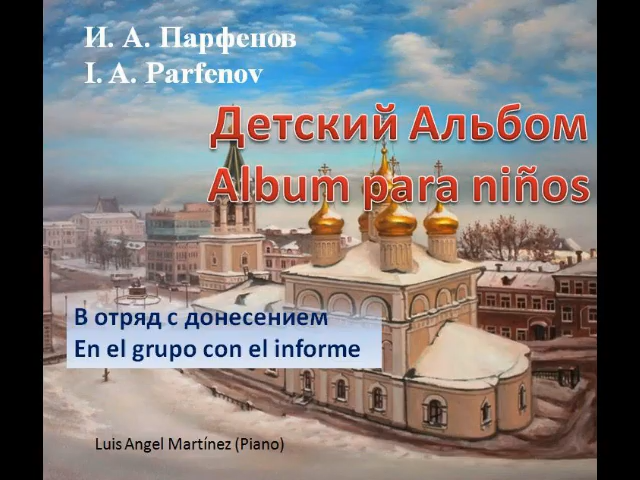 И. А. Парфенов
I. A. Parfenov
Детский Альбом
Album para niños
В отряд с донесением
En el grupo con el informe
Luis Angel Martínez (Piano)